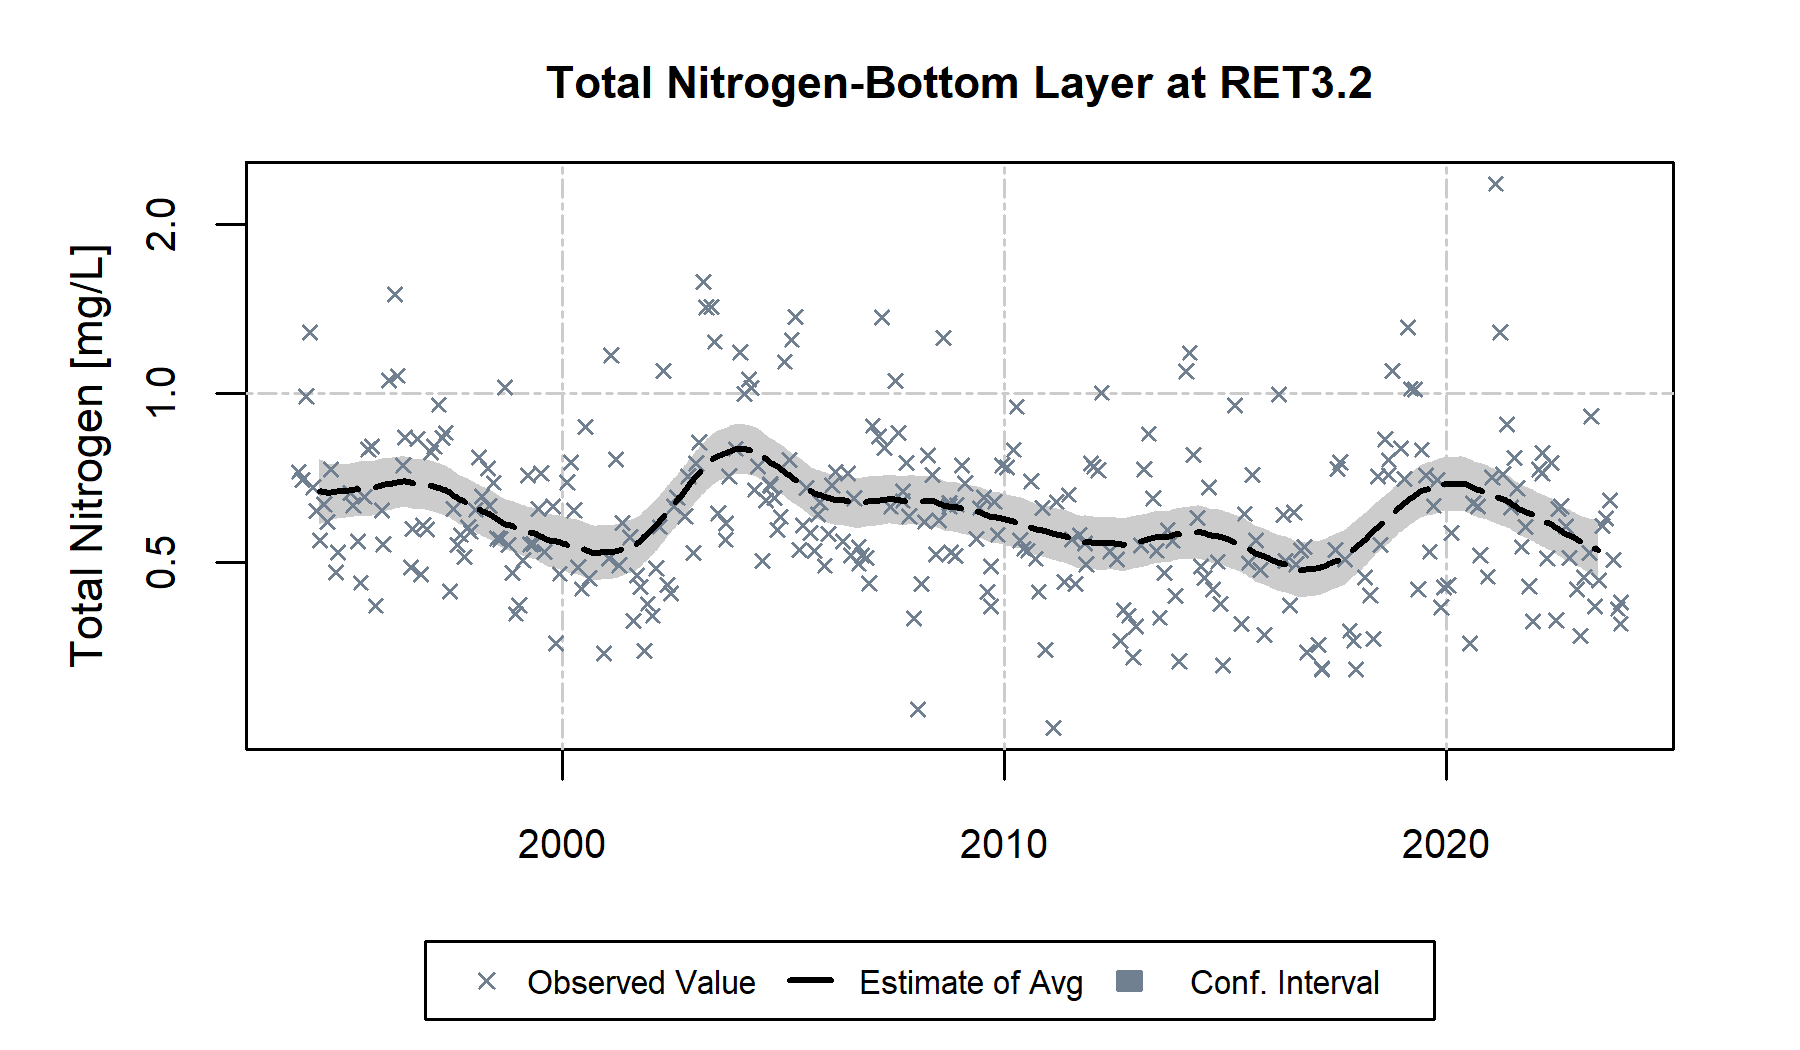 Total Nitrogen-Bottom Layer at RET3.2
Total Nitrogen [mg/L]
2.0
1.0
0.5
2000
2010
2020
Observed Value
Estimate of Avg
Conf. Interval